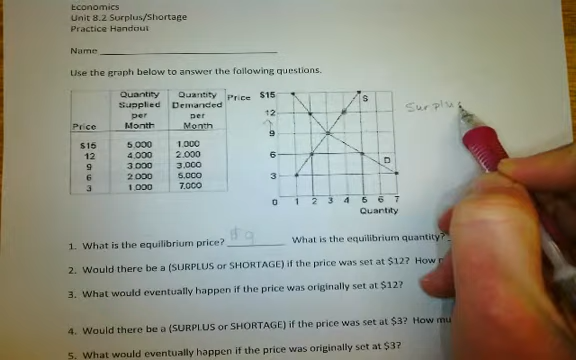 Economics
Unit 8.2 Surplus/Shortage
Practice Handout
Name
Use the graph below to answer the following questions.
Price Quantity Supplied per Month Quantity Demanded per Month
$15 5,000 1,000
12 4,000 2,000
9 3,000 3,000
6 2,000 5,000
3 1,000 7,000
Price $15
12
9
6
3
0 1 2 3 4 5 6 7
Quantity
S
D
Surplus
1. What is the equilibrium price? $9 What is the equilibrium quantity?
2. Would there be a (SURPLUS or SHORTAGE) if the price was set at $12? How
3. What would eventually happen if the price was originally set at $12?
4. Would there be a (SURPLUS or SHORTAGE) if the price was set at $3? How mu
5. What would eventually happen if the price was originally set at $3?